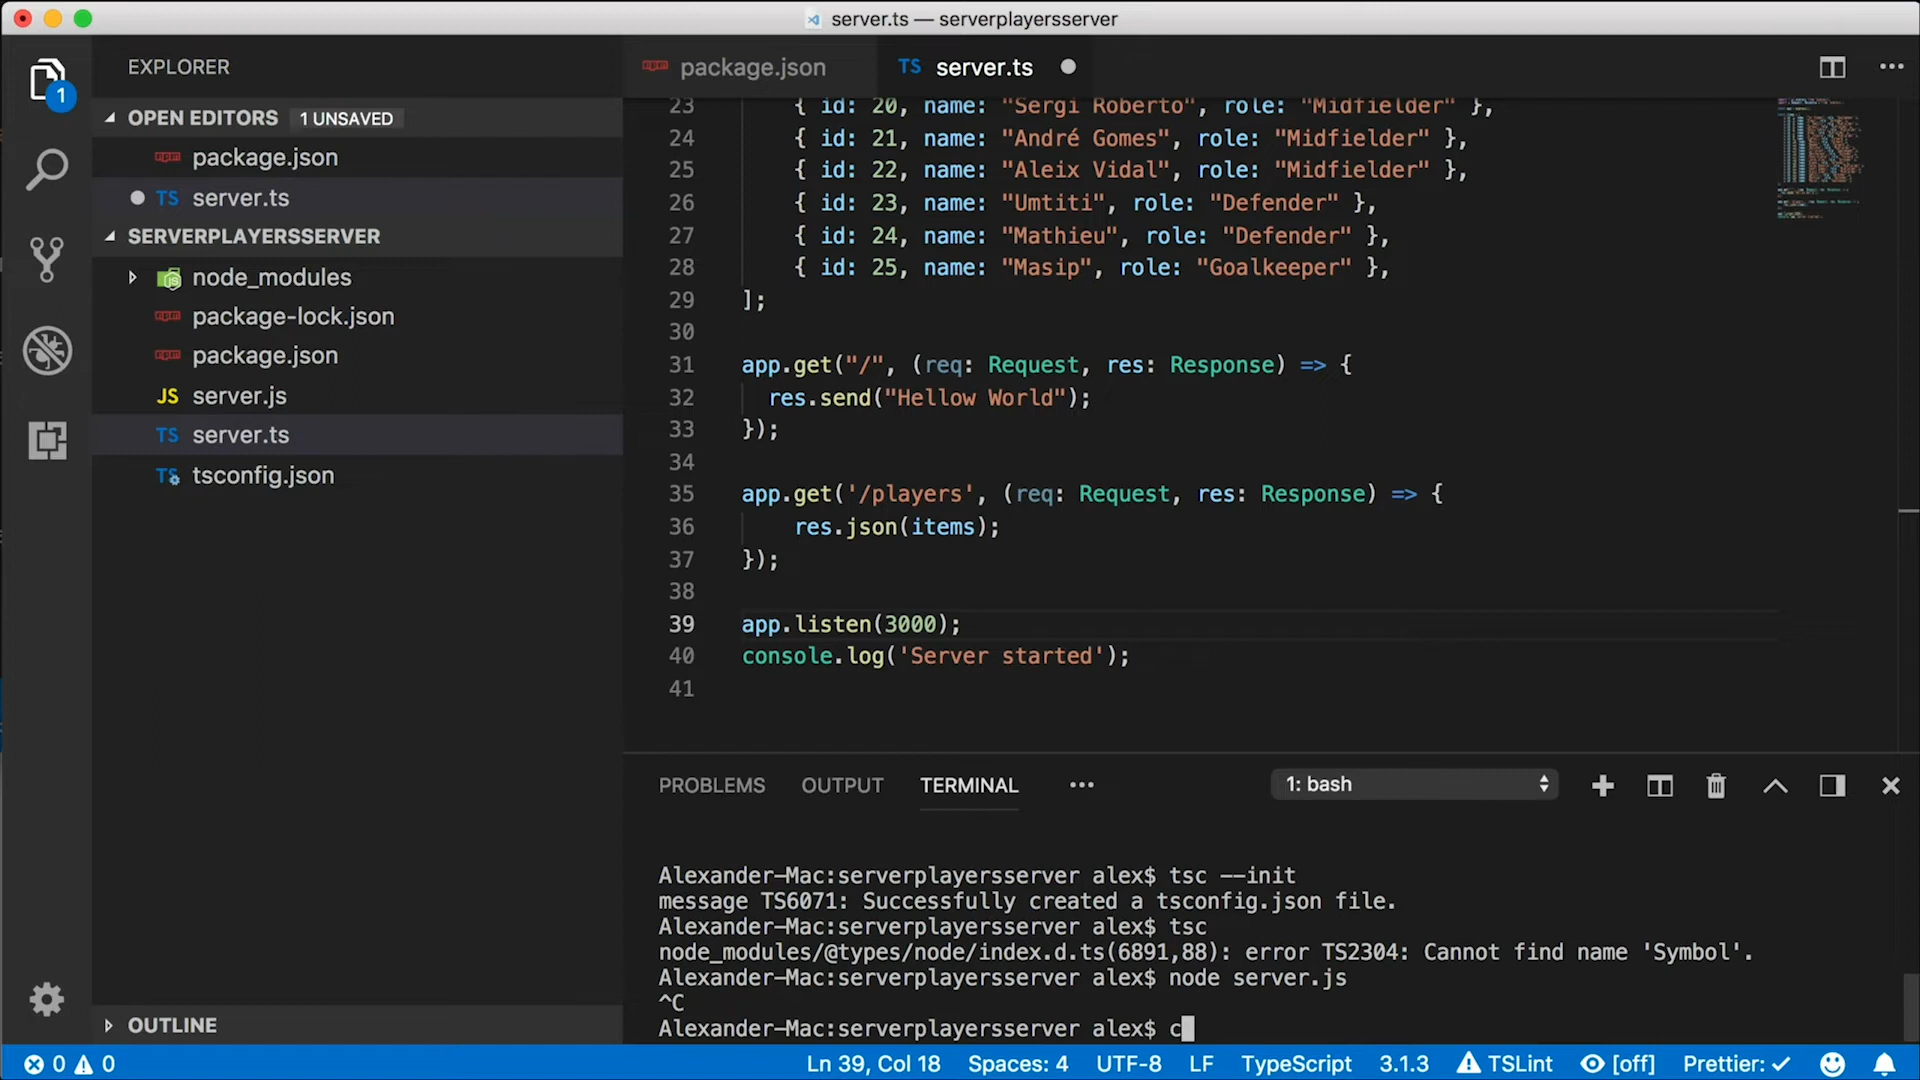 server.ts — serverplayersserver
EXPLORER
1
OPEN EDITORS 1 UNSAVED
package.json
TS server.ts
SERVERPLAYERSSERVER
node_modules
package-lock.json
package.json
JS server.js
TS server.ts
TS tsconfig.json
OUTLINE
package.json
TS server.ts
23 { id: 20, name: "Sergi Roberto", role: "Midfielder" },
24 { id: 21, name: "André Gomes", role: "Midfielder" },
25 { id: 22, name: "Aleix Vidal", role: "Midfielder" },
26 { id: 23, name: "Umtiti", role: "Defender" },
27 { id: 24, name: "Mathieu", role: "Defender" },
28 { id: 25, name: "Masip", role: "Goalkeeper" },
29 ];
30
31 app.get("/", (req: Request, res: Response) => {
32 res.send("Hellow World");
33 });
34
35 app.get('/players', (req: Request, res: Response) => {
36 res.json(items);
37 });
38
39 app.listen(3000);
40 console.log('Server started');
41
PROBLEMS OUTPUT TERMINAL ··· 1: bash
Alexander-Mac:serverplayersserver alex$ tsc --init
message TS6071: Successfully created a tsconfig.json file.
Alexander-Mac:serverplayersserver alex$ tsc
node_modules/@types/node/index.d.ts(6891,88): error TS2304: Cannot find name 'Symbol'.
Alexander-Mac:serverplayersserver alex$ node server.js
^C
Alexander-Mac:serverplayersserver alex$ c
0 0 Ln 39, Col 18 Spaces: 4 UTF-8 LF TypeScript 3.1.3 TSLint [off] Prettier: ✓